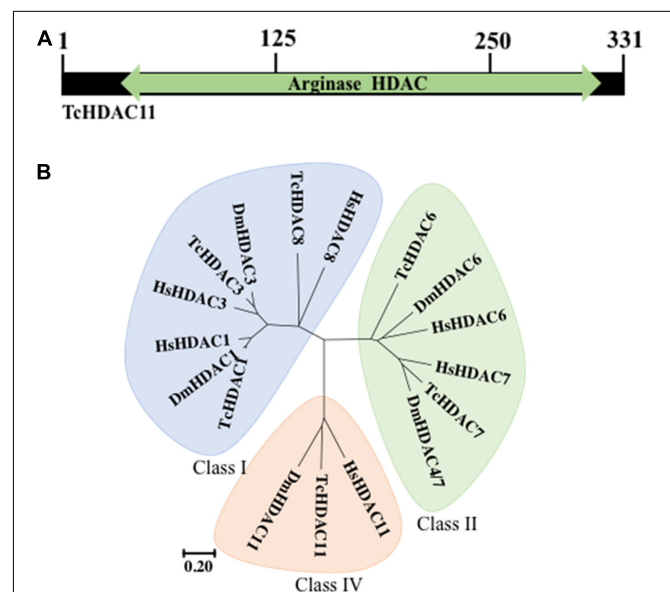 A
1 125 250 331
Arginase HDAC
TcHDAC11
B
TcHDAC8
HsHDAC8
DmHDAC3
TcHDAC3
HsHDAC3
HsHDAC1
DmHDAC1
TcHDAC1
Class I
TcHDAC6
DmHDAC6
HsHDAC6
HsHDAC7
TcHDAC7
DmHDAC4/7
Class II
DmHDAC11
TcHDAC11
HsHDAC11
Class IV
0.20